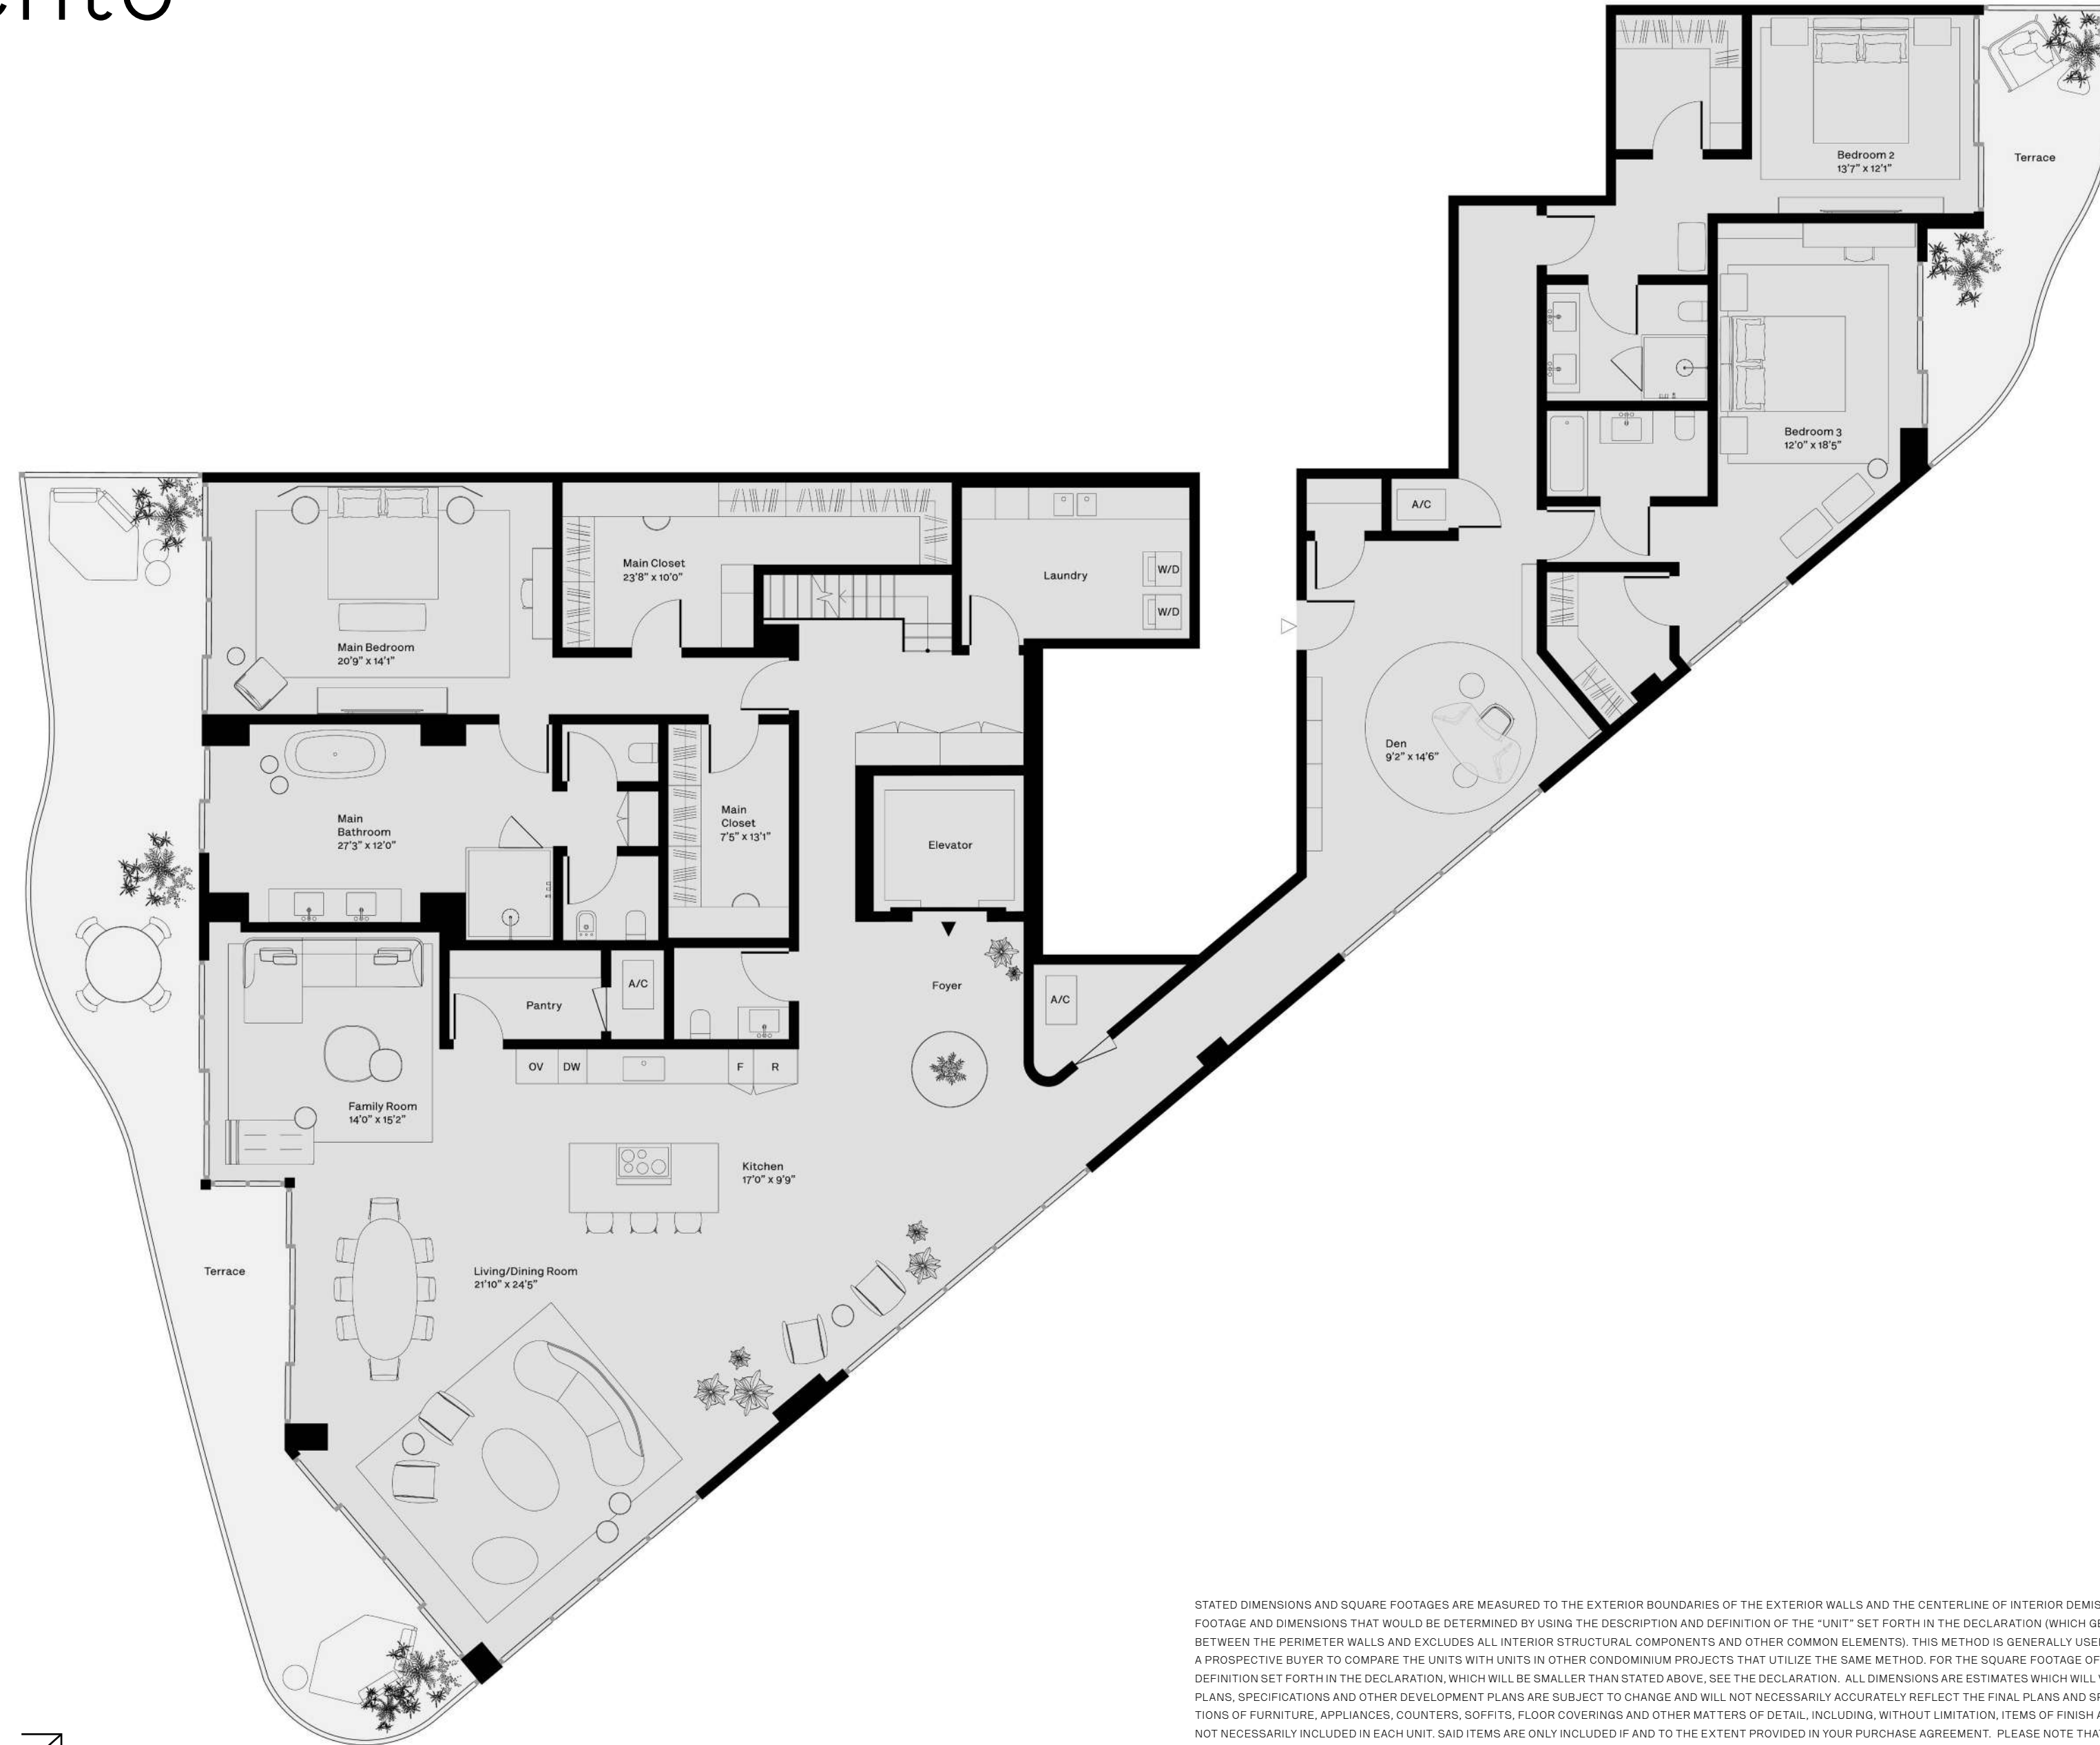 ento
Bedroom 2
13'7" x 12'1"
Terrace
Bedroom 3
12'0" x 18'5"
A/C
Main Closet
23'8" x 10'0"
Laundry
W/D
W/D
Main Bedroom
20'9" x 14'1"
Den
9'2" x 14'6"
Main
Bathroom
27'3" x 12'0"
Main
Closet
7'5" x 13'1"
Elevator
Pantry
A/C
Foyer
A/C
OV
DW
F
R
Family Room
14'0" x 15'2"
Kitchen
17'0" x 9'9"
Terrace
Living/Dining Room
21'10" x 24'5"
STATED DIMENSIONS AND SQUARE FOOTAGES ARE MEASURED TO THE EXTERIOR BOUNDARIES OF THE EXTERIOR WALLS AND THE CENTERLINE OF INTERIOR DEMIS
FOOTAGE AND DIMENSIONS THAT WOULD BE DETERMINED BY USING THE DESCRIPTION AND DEFINITION OF THE “UNIT” SET FORTH IN THE DECLARATION (WHICH GE
BETWEEN THE PERIMETER WALLS AND EXCLUDES ALL INTERIOR STRUCTURAL COMPONENTS AND OTHER COMMON ELEMENTS). THIS METHOD IS GENERALLY USE
A PROSPECTIVE BUYER TO COMPARE THE UNITS WITH UNITS IN OTHER CONDOMINIUM PROJECTS THAT UTILIZE THE SAME METHOD. FOR THE SQUARE FOOTAGE OF
DEFINITION SET FORTH IN THE DECLARATION, WHICH WILL BE SMALLER THAN STATED ABOVE, SEE THE DECLARATION. ALL DIMENSIONS ARE ESTIMATES WHICH WILL
PLANS, SPECIFICATIONS AND OTHER DEVELOPMENT PLANS ARE SUBJECT TO CHANGE AND WILL NOT NECESSARILY ACCURATELY REFLECT THE FINAL PLANS AND SP
TIONS OF FURNITURE, APPLIANCES, COUNTERS, SOFFITS, FLOOR COVERINGS AND OTHER MATTERS OF DETAIL, INCLUDING, WITHOUT LIMITATION, ITEMS OF FINISH A
NOT NECESSARILY INCLUDED IN EACH UNIT. SAID ITEMS ARE ONLY INCLUDED IF AND TO THE EXTENT PROVIDED IN YOUR PURCHASE AGREEMENT. PLEASE NOTE THA